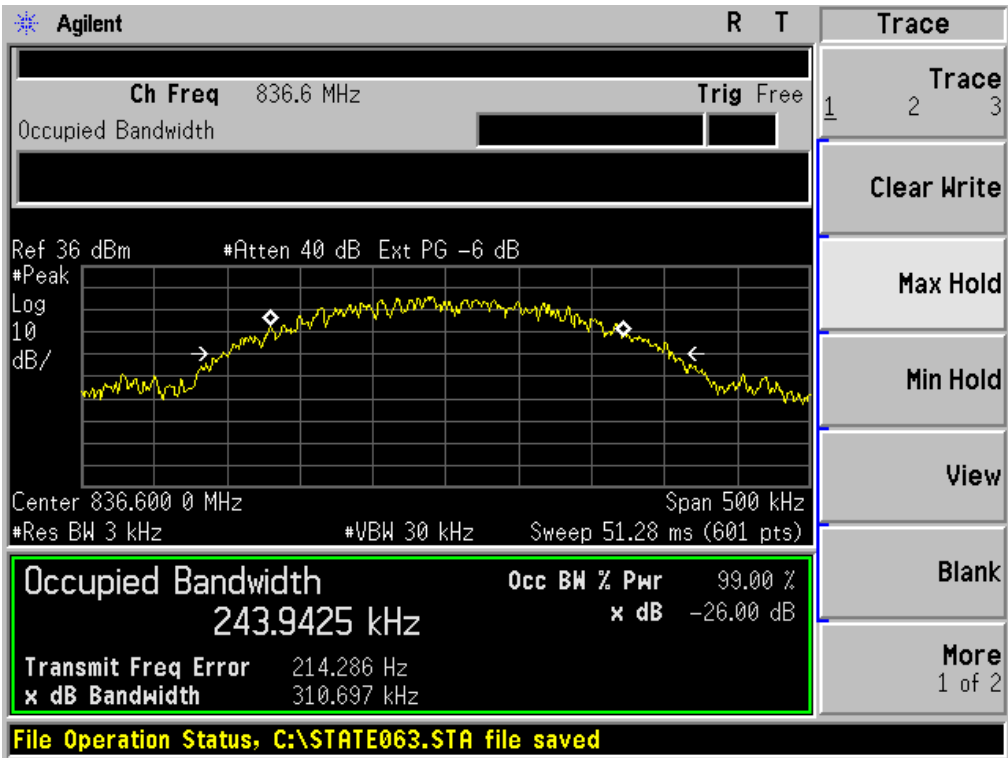 Agilent R T Trace
Ch Freq 836.6 MHz Trig Free
Occupied Bandwidth
Trace
1 2 3
Clear Write
Max Hold
Min Hold
View
Blank
More
1 of 2
Ref 36 dBm #Atten 40 dB Ext PG -6 dB
#Peak
Log
10
dB/
Center 836.600 0 MHz Span 500 kHz
#Res BW 3 kHz #VBW 30 kHz Sweep 51.28 ms (601 pts)
Occupied Bandwidth Occ BW % Pwr 99.00 %
243.9425 kHz x dB -26.00 dB
Transmit Freq Error 214.286 Hz
x dB Bandwidth 310.697 kHz
File Operation Status, C:\STATE063.STA file saved